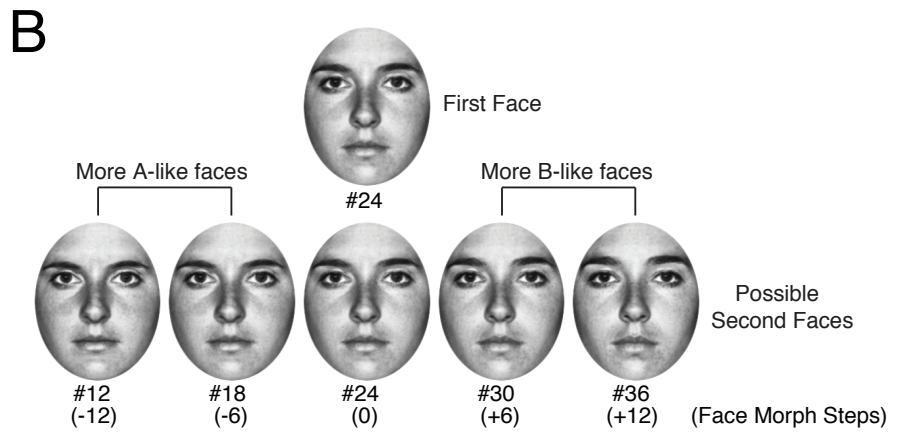 B
First Face
More A-like faces
More B-like faces
#24
Possible
Second Faces
#12
#18
#24
#30
#36
(-12)
(-6)
(0)
(+6)
(+12)
(Face Morph Steps)